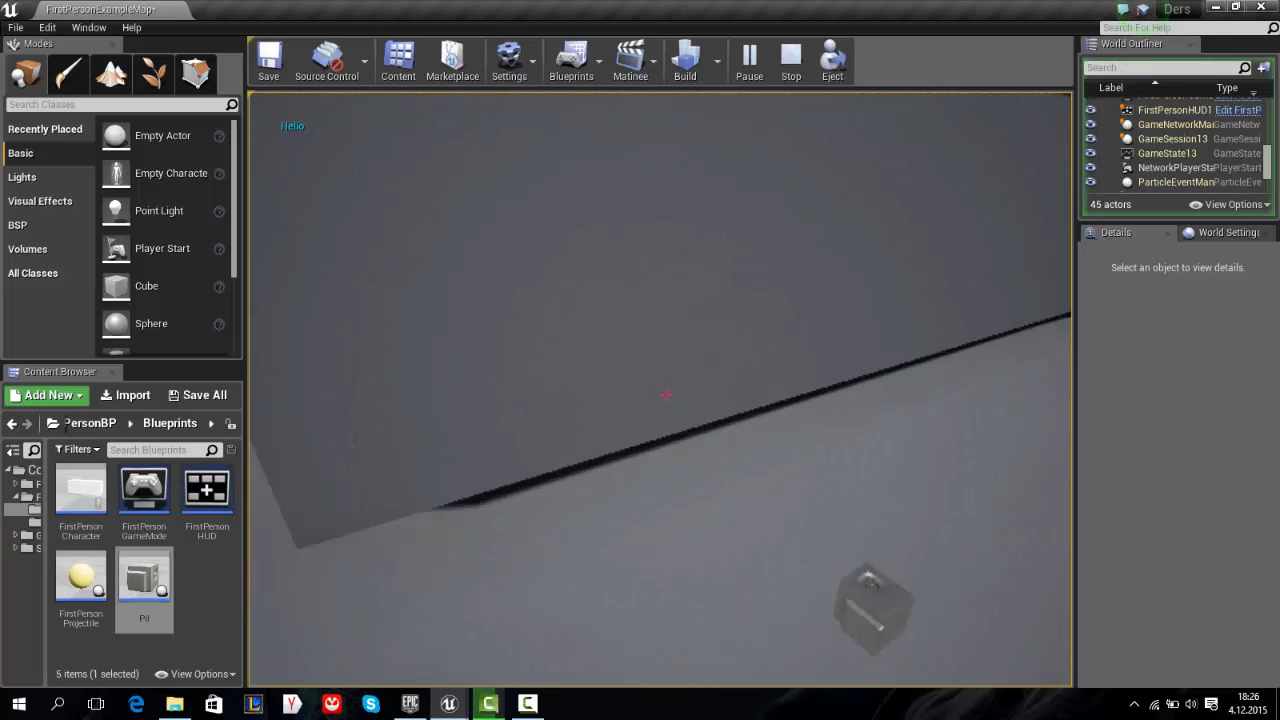 FirstPersonExampleMap*
Ders
File Edit Window Help
Search For Help
Modes
Save
Source Control
Content
Marketplace
Settings
Blueprints
Matinee
Build
Pause
Stop
Eject
World Outliner
Search...
Label
Type
FirstPersonHUD1 Edit FirstP
GameNetworkMa GameNetw
GameSession13 GameSessi
GameState13 GameState
NetworkPlayerSta PlayerStart
ParticleEventMan ParticleEve
45 actors
View Options
Search Classes
Recently Placed
Basic
Lights
Visual Effects
BSP
Volumes
All Classes
Empty Actor
Empty Characte
Point Light
Player Start
Cube
Sphere
Hello
Details
World Setting
Select an object to view details.
Content Browser
Add New
Import
Save All
PersonBP
Blueprints
Filters
Search Blueprints
Co
F
F
G
S
FirstPerson
Character
FirstPerson
GameMode
FirstPerson
HUD
FirstPerson
Projectile
Pil
5 items (1 selected)
View Options
EPIC
18:26
4.12.2015